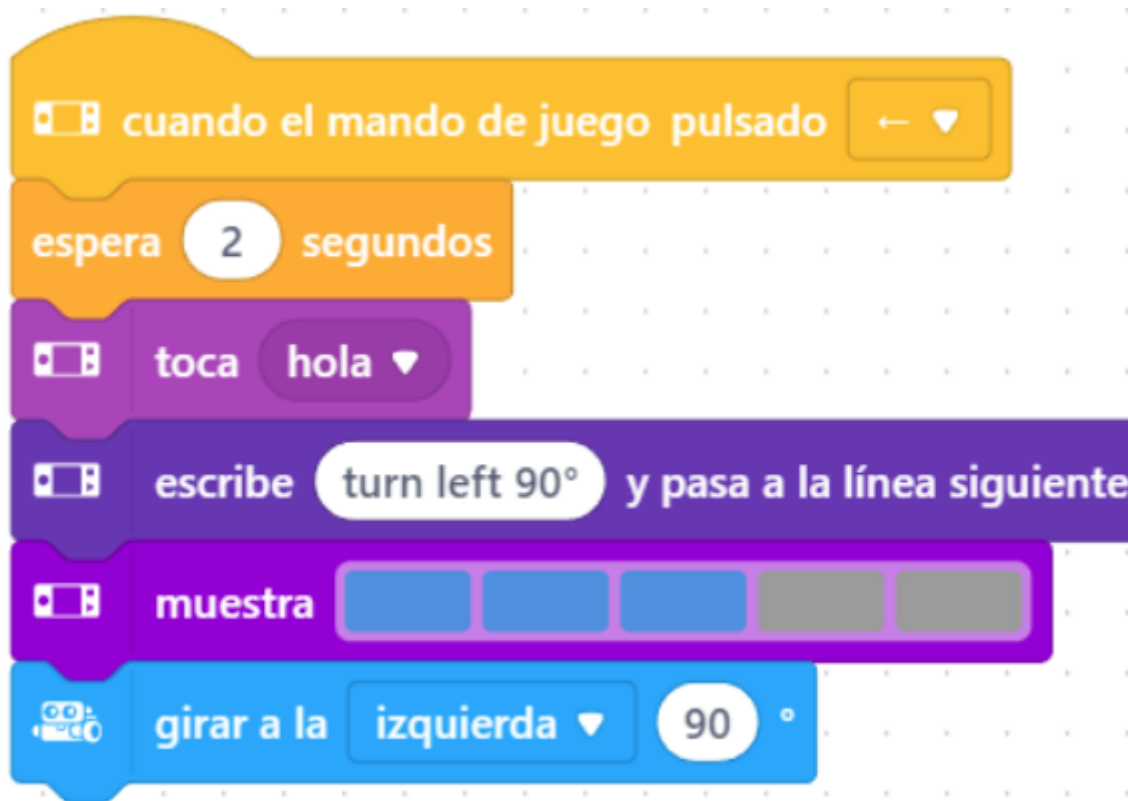 cuando el mando de juego pulsado ←
espera 2 segundos
toca hola
escribe turn left 90° y pasa a la línea siguiente
muestra
girar a la izquierda 90 °